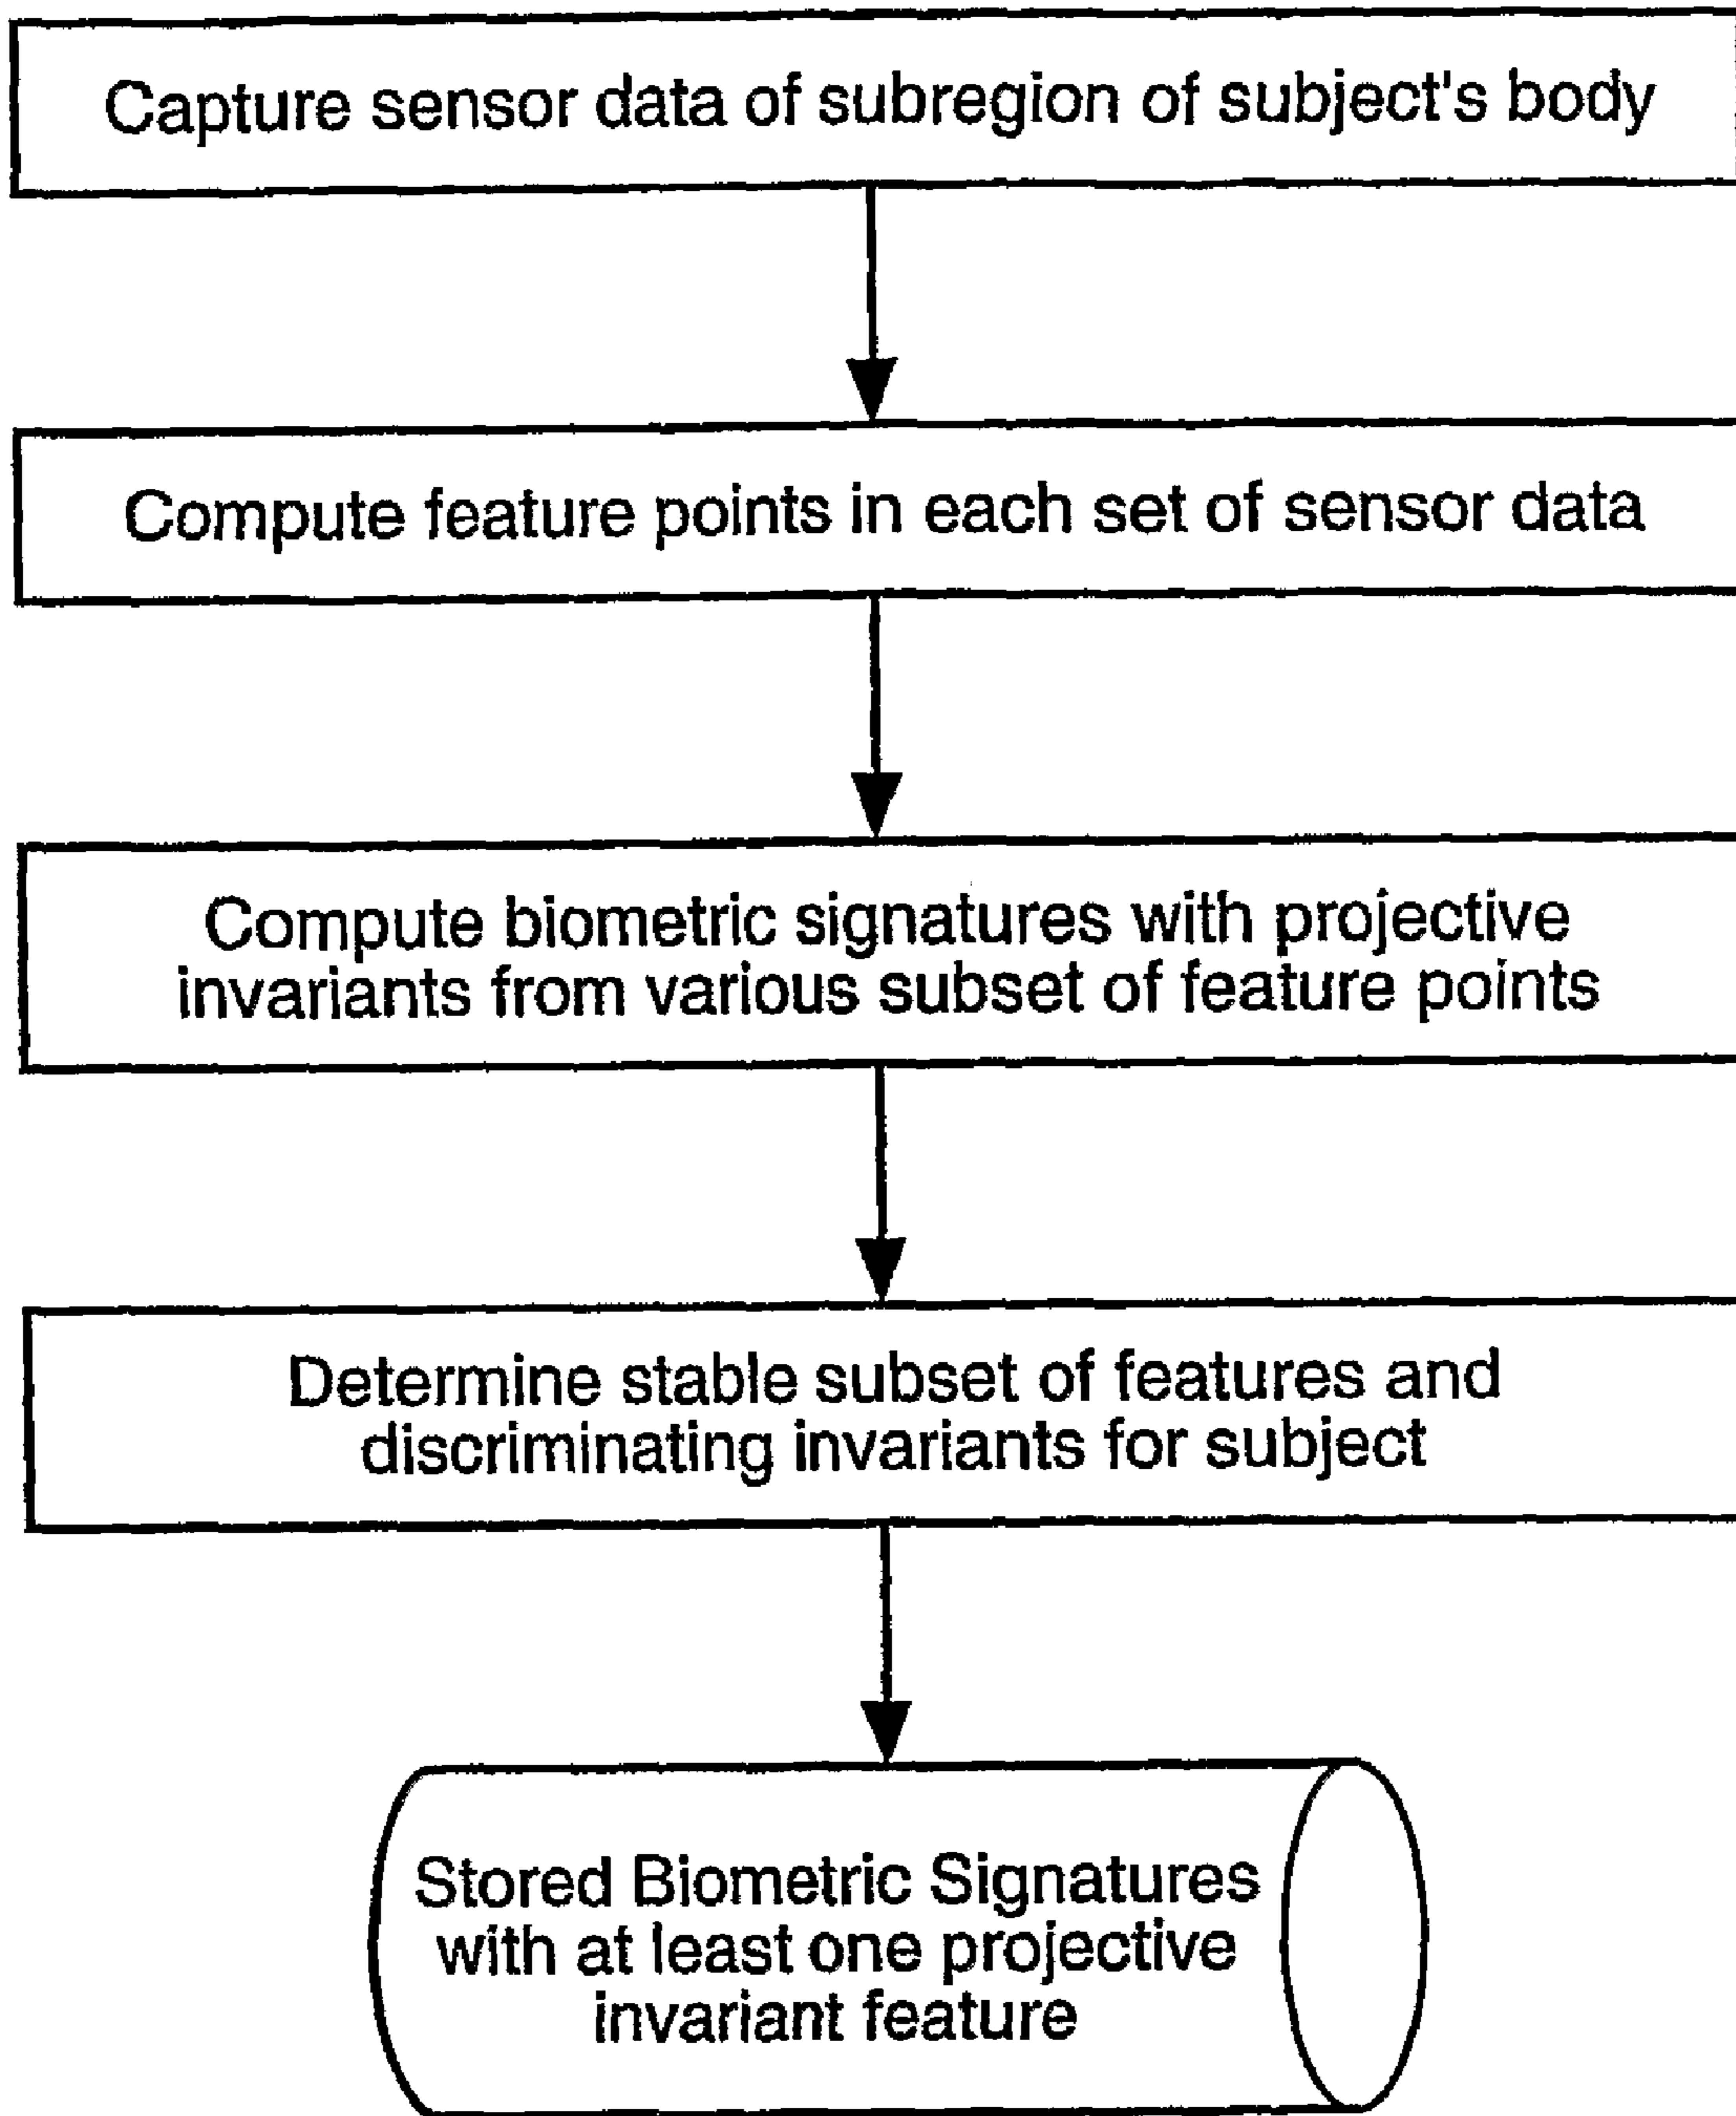 Capture sensor data of subregion of subject's body
Compute feature points in each set of sensor data
Compute biometric signatures with projective
invariants from various subset of feature points
Determine stable subset of features and
discriminating invariants for subject
Stored Biometric Signatures
with at least one projective
invariant feature